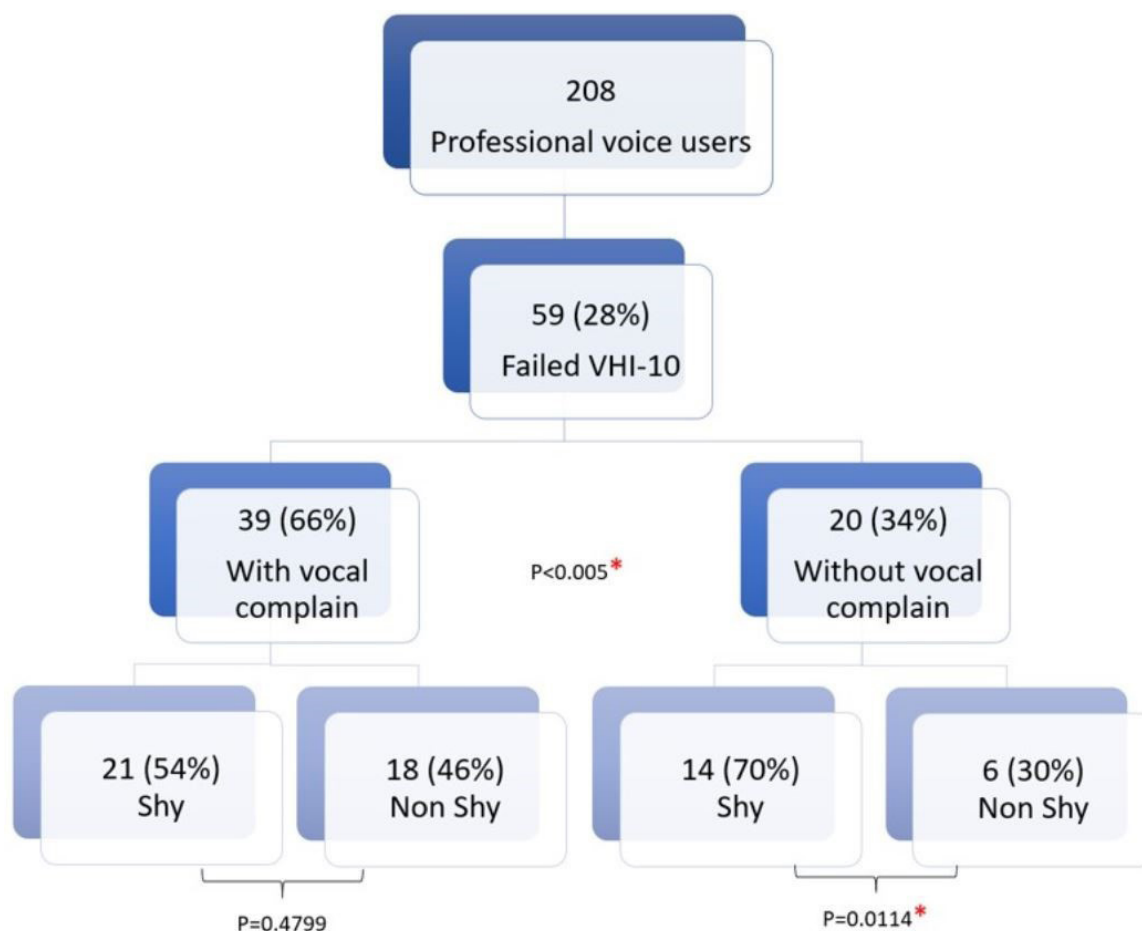 208
Professional voice users
59 (28%)
Failed VHI-10
39 (66%)
With vocal
complain
P<0.005*
20 (34%)
Without vocal
complain
21 (54%)
Shy
18 (46%)
Non Shy
14 (70%)
Shy
6 (30%)
Non Shy
P=0.4799
P=0.0114*